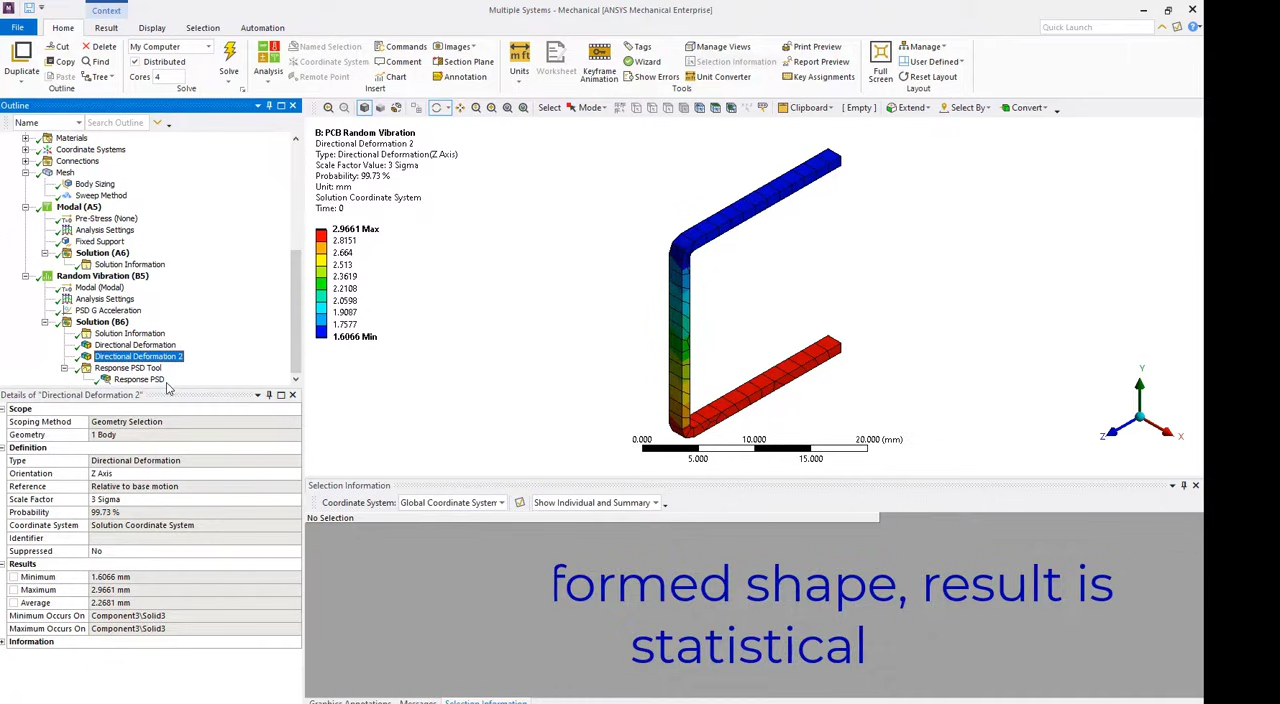 Context
Multiple Systems - Mechanical [ANSYS Mechanical Enterprise]
File Home Result Display Selection Automation
Quick Launch
Duplicate Cut Copy Paste Delete Find Tree
Outline
My Computer
Distributed
Cores 4
Solve
Solve
Analysis
Named Selection
Coordinate System
Remote Point
Commands
Comment
Chart
Images
Section Plane
Annotation
Insert
Units Worksheet Keyframe Animation
Tags
Wizard
Show Errors
Manage Views
Selection Information
Unit Converter
Print Preview
Report Preview
Key Assignments
Tools
Full Screen
Manage
User Defined
Reset Layout
Layout
Outline
Name Search Outline
Select Mode Clipboard [ Empty ] Extend Select By Convert
Materials
Coordinate Systems
Connections
Mesh
Body Sizing
Sweep Method
Modal (A5)
Pre-Stress (None)
Analysis Settings
Fixed Support
Solution (A6)
Solution Information
Random Vibration (B5)
Modal (Modal)
Analysis Settings
PSD G Acceleration
Solution (B6)
Solution Information
Directional Deformation
Directional Deformation 2
Response PSD Tool
Response PSD
Details of "Directional Deformation 2"
Scope
Scoping Method Geometry Selection
Geometry 1 Body
Definition
Type Directional Deformation
Orientation Z Axis
Reference Relative to base motion
Scale Factor 3 Sigma
Probability 99.73 %
Coordinate System Solution Coordinate System
Identifier
Suppressed No
Results
Minimum 1.6066 mm
Maximum 2.9661 mm
Average 2.2681 mm
Minimum Occurs On Component3\Solid3
Maximum Occurs On Component3\Solid3
Information
B: PCB Random Vibration
Directional Deformation 2
Type: Directional Deformation(Z Axis)
Scale Factor Value: 3 Sigma
Probability: 99.73 %
Unit: mm
Solution Coordinate System
Time: 0
2.9661 Max
2.8151
2.664
2.513
2.3619
2.2108
2.0598
1.9087
1.7577
1.6066 Min
0.000 10.000 20.000 (mm)
5.000 15.000
Y
Z X
Selection Information
Coordinate System: Global Coordinate System Show Individual and Summary
No Selection
formed shape, result is
statistical
Graphics Annotations Messages Selection Information